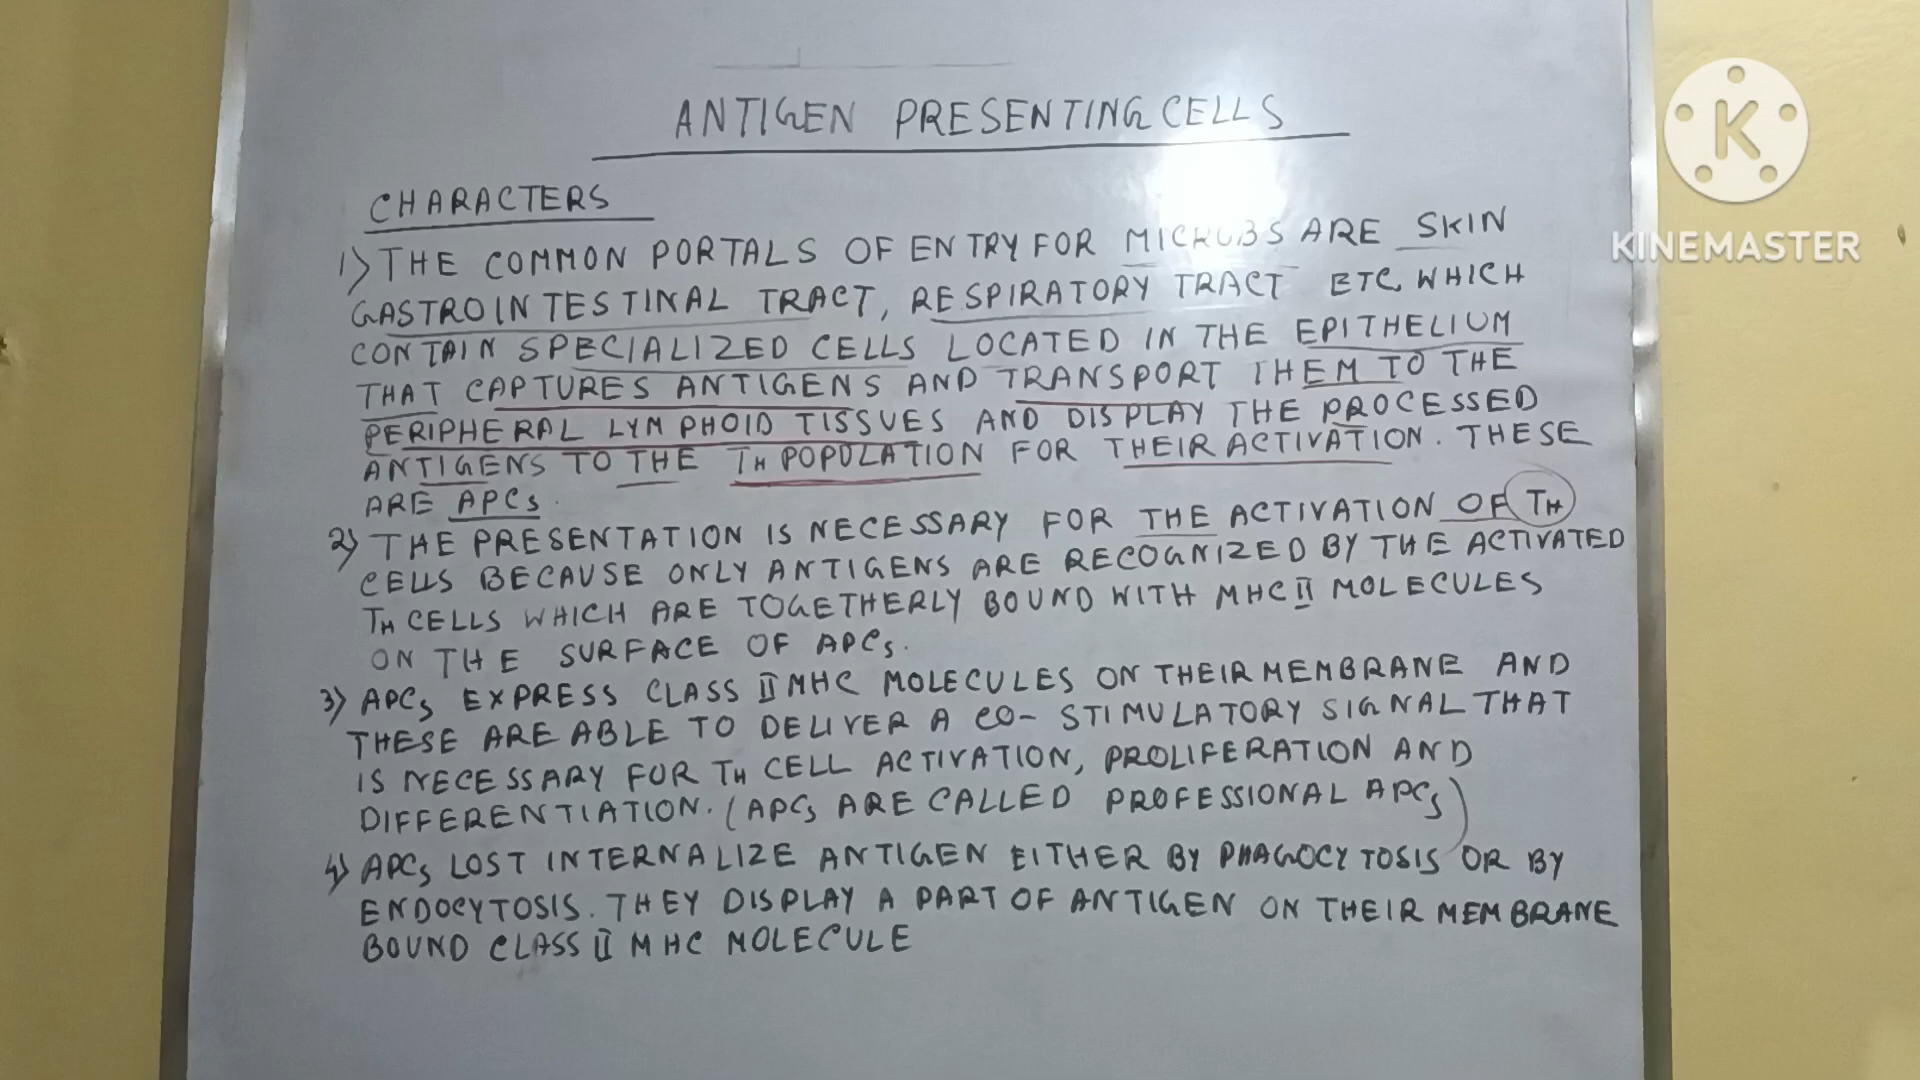 ANTIGEN PRESENTING CELLS
CHARACTERS
1) THE COMMON PORTALS OF ENTRY FOR MICROBS ARE SKIN
GASTROINTESTINAL TRACT, RESPIRATORY TRACT ETC, WHICH
CONTAIN SPECIALIZED CELLS LOCATED IN THE EPITHELIUM
THAT CAPTURES ANTIGENS AND TRANSPORT THEM TO THE
PERIPHERAL LYMPHOID TISSUES AND DISPLAY THE PROCESSED
ANTIGENS TO THE TH POPULATION FOR THEIR ACTIVATION. THESE
ARE APCs.
2) THE PRESENTATION IS NECESSARY FOR THE ACTIVATION OF TH
CELLS BECAUSE ONLY ANTIGENS ARE RECOGNIZED BY THE ACTIVATED
TH CELLS WHICH ARE TOGETHERLY BOUND WITH MHC II MOLECULES
ON THE SURFACE OF APCs.
3) APCs EXPRESS CLASS II MHC MOLECULES ON THEIR MEMBRANE AND
THESE ARE ABLE TO DELIVER A CO-STIMULATORY SIGNAL THAT
IS NECESSARY FOR TH CELL ACTIVATION, PROLIFERATION AND
DIFFERENTIATION. (APCs ARE CALLED PROFESSIONAL APCs)
4) APCs LOST INTERNALIZE ANTIGEN EITHER BY PHAGOCYTOSIS OR BY
ENDOCYTOSIS. THEY DISPLAY A PART OF ANTIGEN ON THEIR MEMBRANE
BOUND CLASS II MHC MOLECULE
K
KINEMASTER